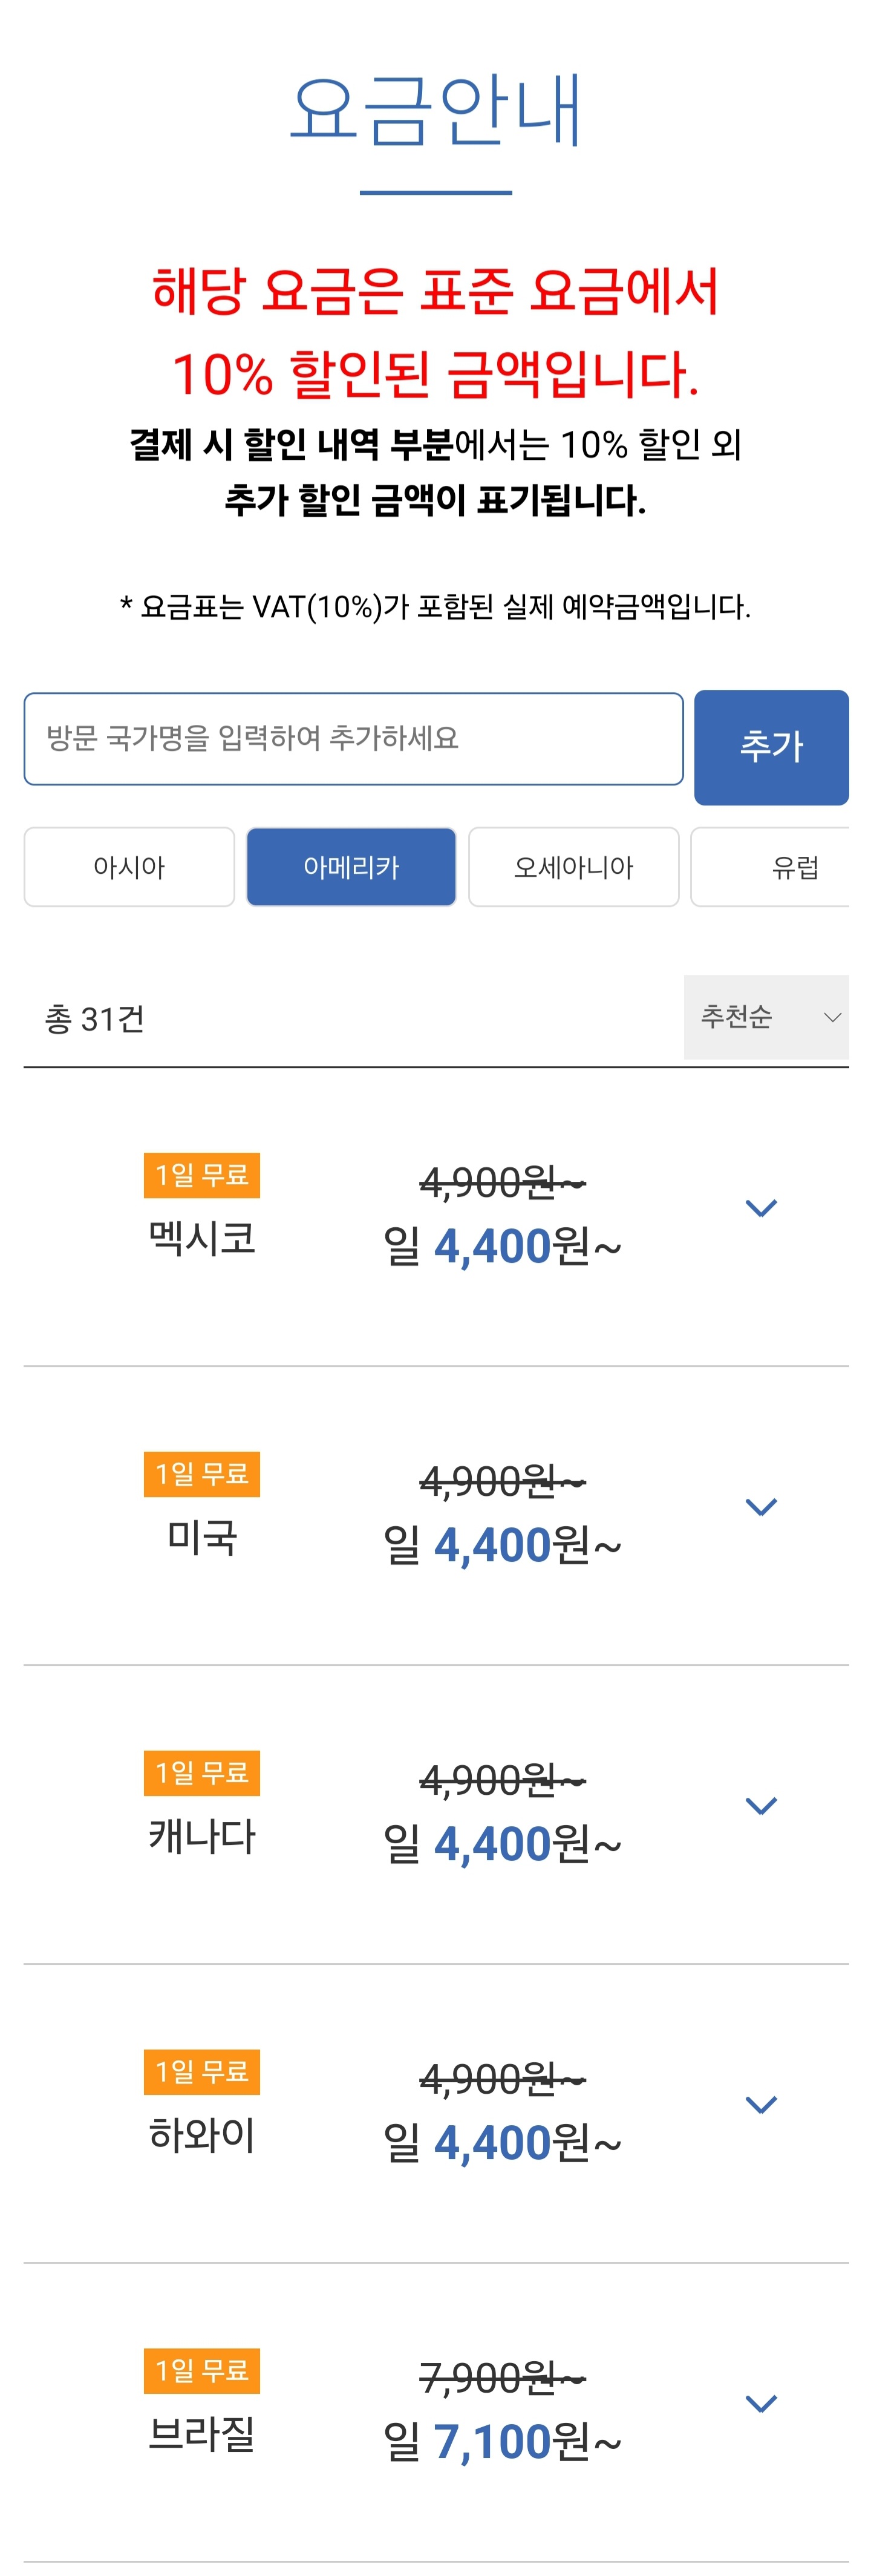 요금안내
해당 요금은 표준 요금에서
10% 할인된 금액입니다.
결제 시 할인 내역 부분에서는 10% 할인 외
추가 할인 금액이 표기됩니다.
* 요금표는 VAT(10%)가 포함된 실제 예약금액입니다.
방문 국가명을 입력하여 추가하세요
추가
아시아 아메리카 오세아니아 유럽
총 31건 추천순
1일 무료
멕시코
4,900원~
일 4,400원~
1일 무료
미국
4,900원~
일 4,400원~
1일 무료
캐나다
4,900원~
일 4,400원~
1일 무료
하와이
4,900원~
일 4,400원~
1일 무료
브라질
7,900원~
일 7,100원~